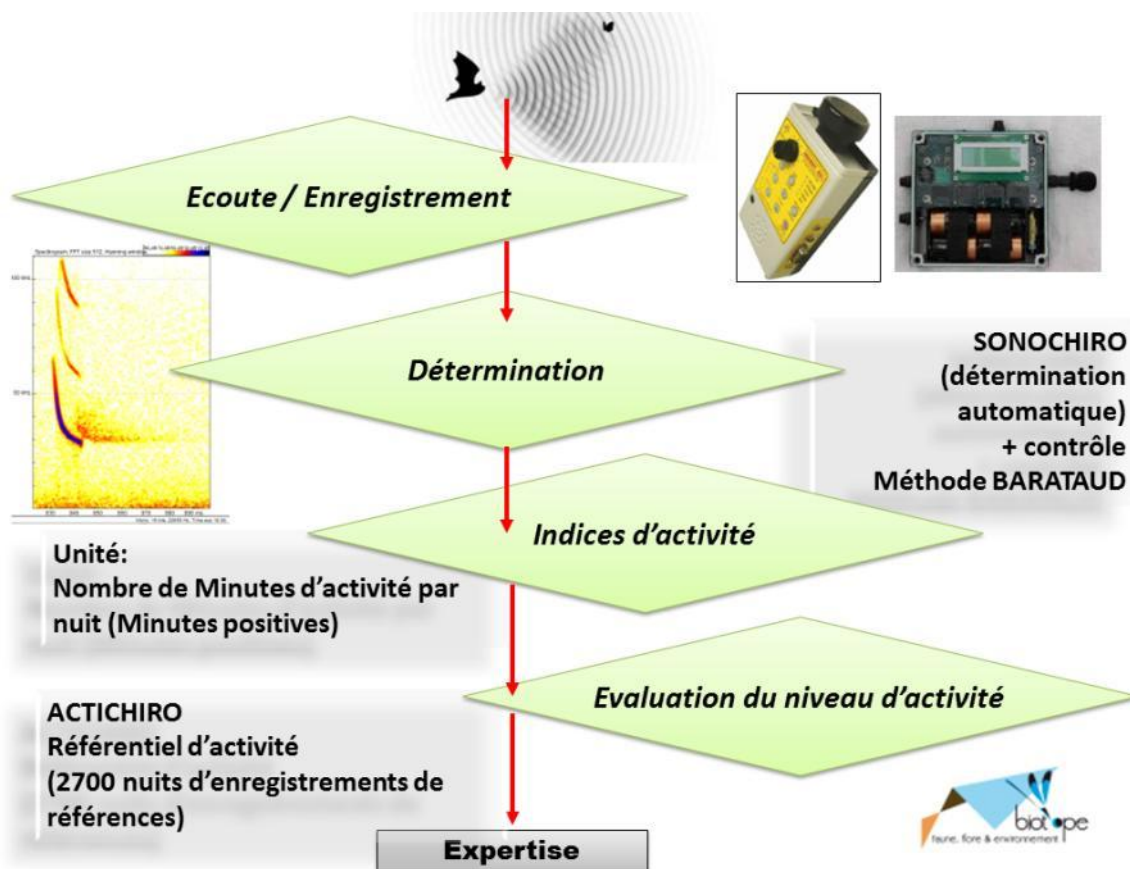 Ecoute / Enregistrement
Détermination
SONOCHIRO
(détermination
automatique)
+ contrôle
Méthode BARATAUD
Indices d'activité
Unité:
Nombre de Minutes d'activité par
nuit (Minutes positives)
Evaluation du niveau d'activité
ACTICHIRO
Référentiel d'activité
(2700 nuits d'enregistrements de
références)
biotope
faune, flore & environnement
Expertise